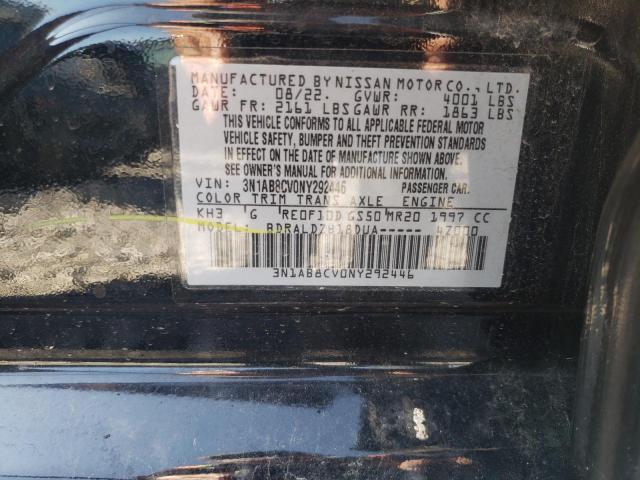 MANUFACTURED BY NISSAN MOTOR CO., LTD.
DATE: 08/22. GVWR: 4001 LBS
GAWR FR: 2161 LBS GAWR RR: 1863 LBS
THIS VEHICLE CONFORMS TO ALL APPLICABLE FEDERAL MOTOR
VEHICLE SAFETY, BUMPER AND THEFT PREVENTION STANDARDS
IN EFFECT ON THE DATE OF MANUFACTURE SHOWN ABOVE.
SEE OWNER'S MANUAL FOR ADDITIONAL INFORMATION.
VIN: 3N1AB8CV0NY292446 PASSENGER CAR.
COLOR TRIM TRANS AXLE ENGINE
KH3 G RE0F10D GS50 MR20 1997 CC
MODEL BDRALDZB18DUA----- 4Z000
3N1AB8CV0NY292446